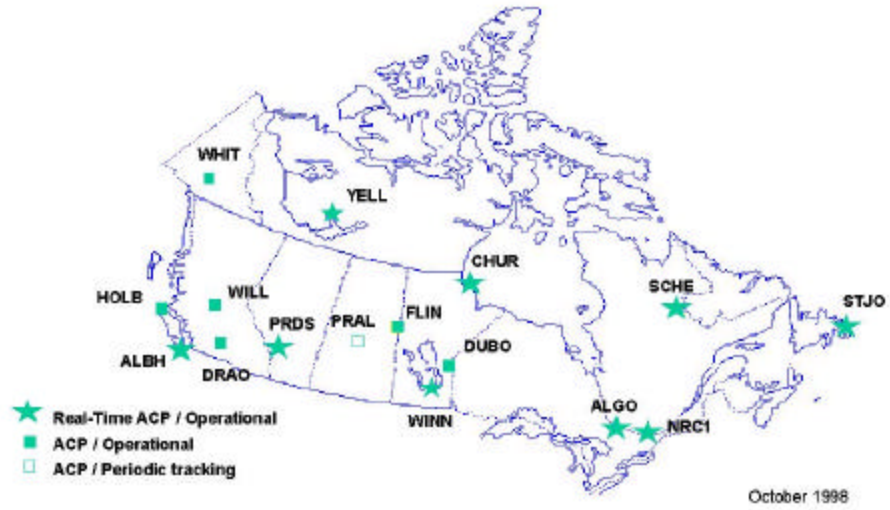 WHIT
YELL
CHUR
HOLB
WILL
SCHE
STJO
PRDS
PRAL
FLIN
ALBH
DRAO
DUBO
WINN
ALGO
NRC1
Real-Time ACP / Operational
ACP / Operational
ACP / Periodic tracking
October 1998